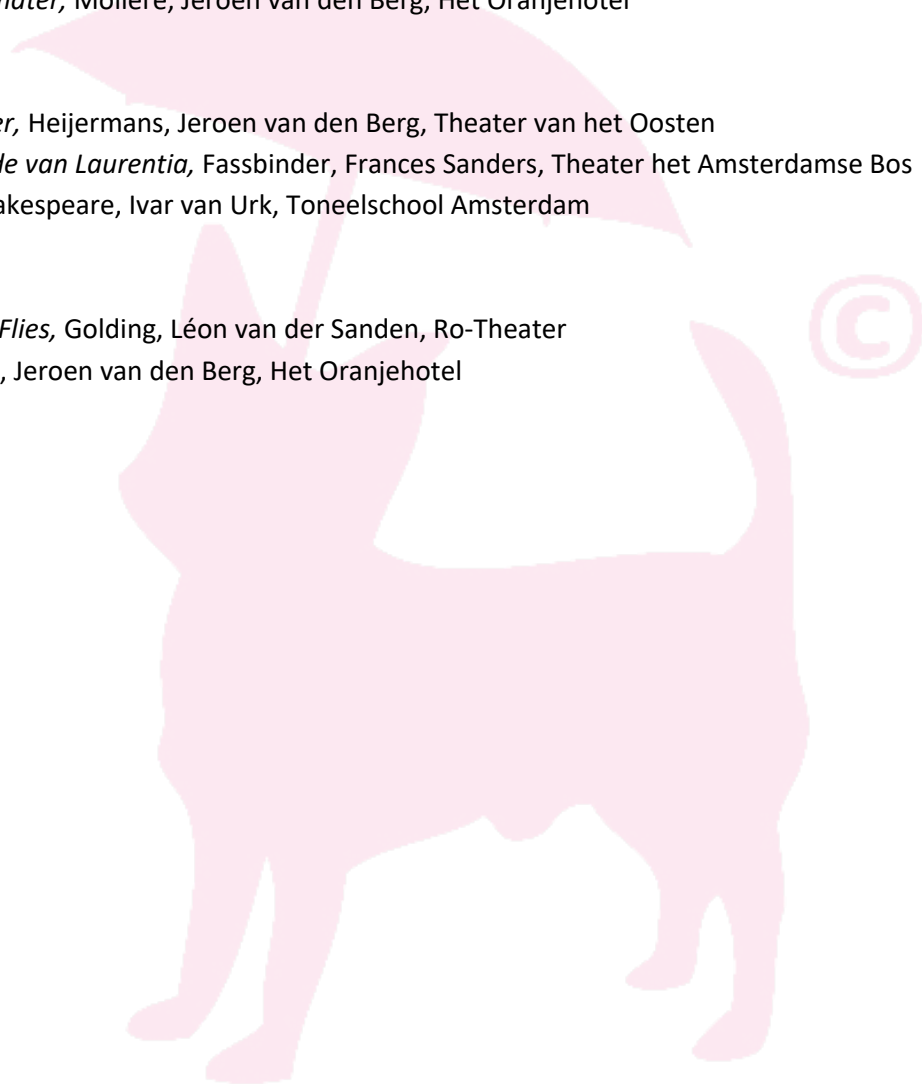 hater, Molière, Jeroen van den Berg, Het Oranjehotel
er, Heijermans, Jeroen van den Berg, Theater van het Oosten
de van Laurentia, Fassbinder, Frances Sanders, Theater het Amsterdamse Bos
akespeare, Ivar van Urk, Toneelschool Amsterdam
Flies, Golding, Léon van der Sanden, Ro-Theater
, Jeroen van den Berg, Het Oranjehotel
©